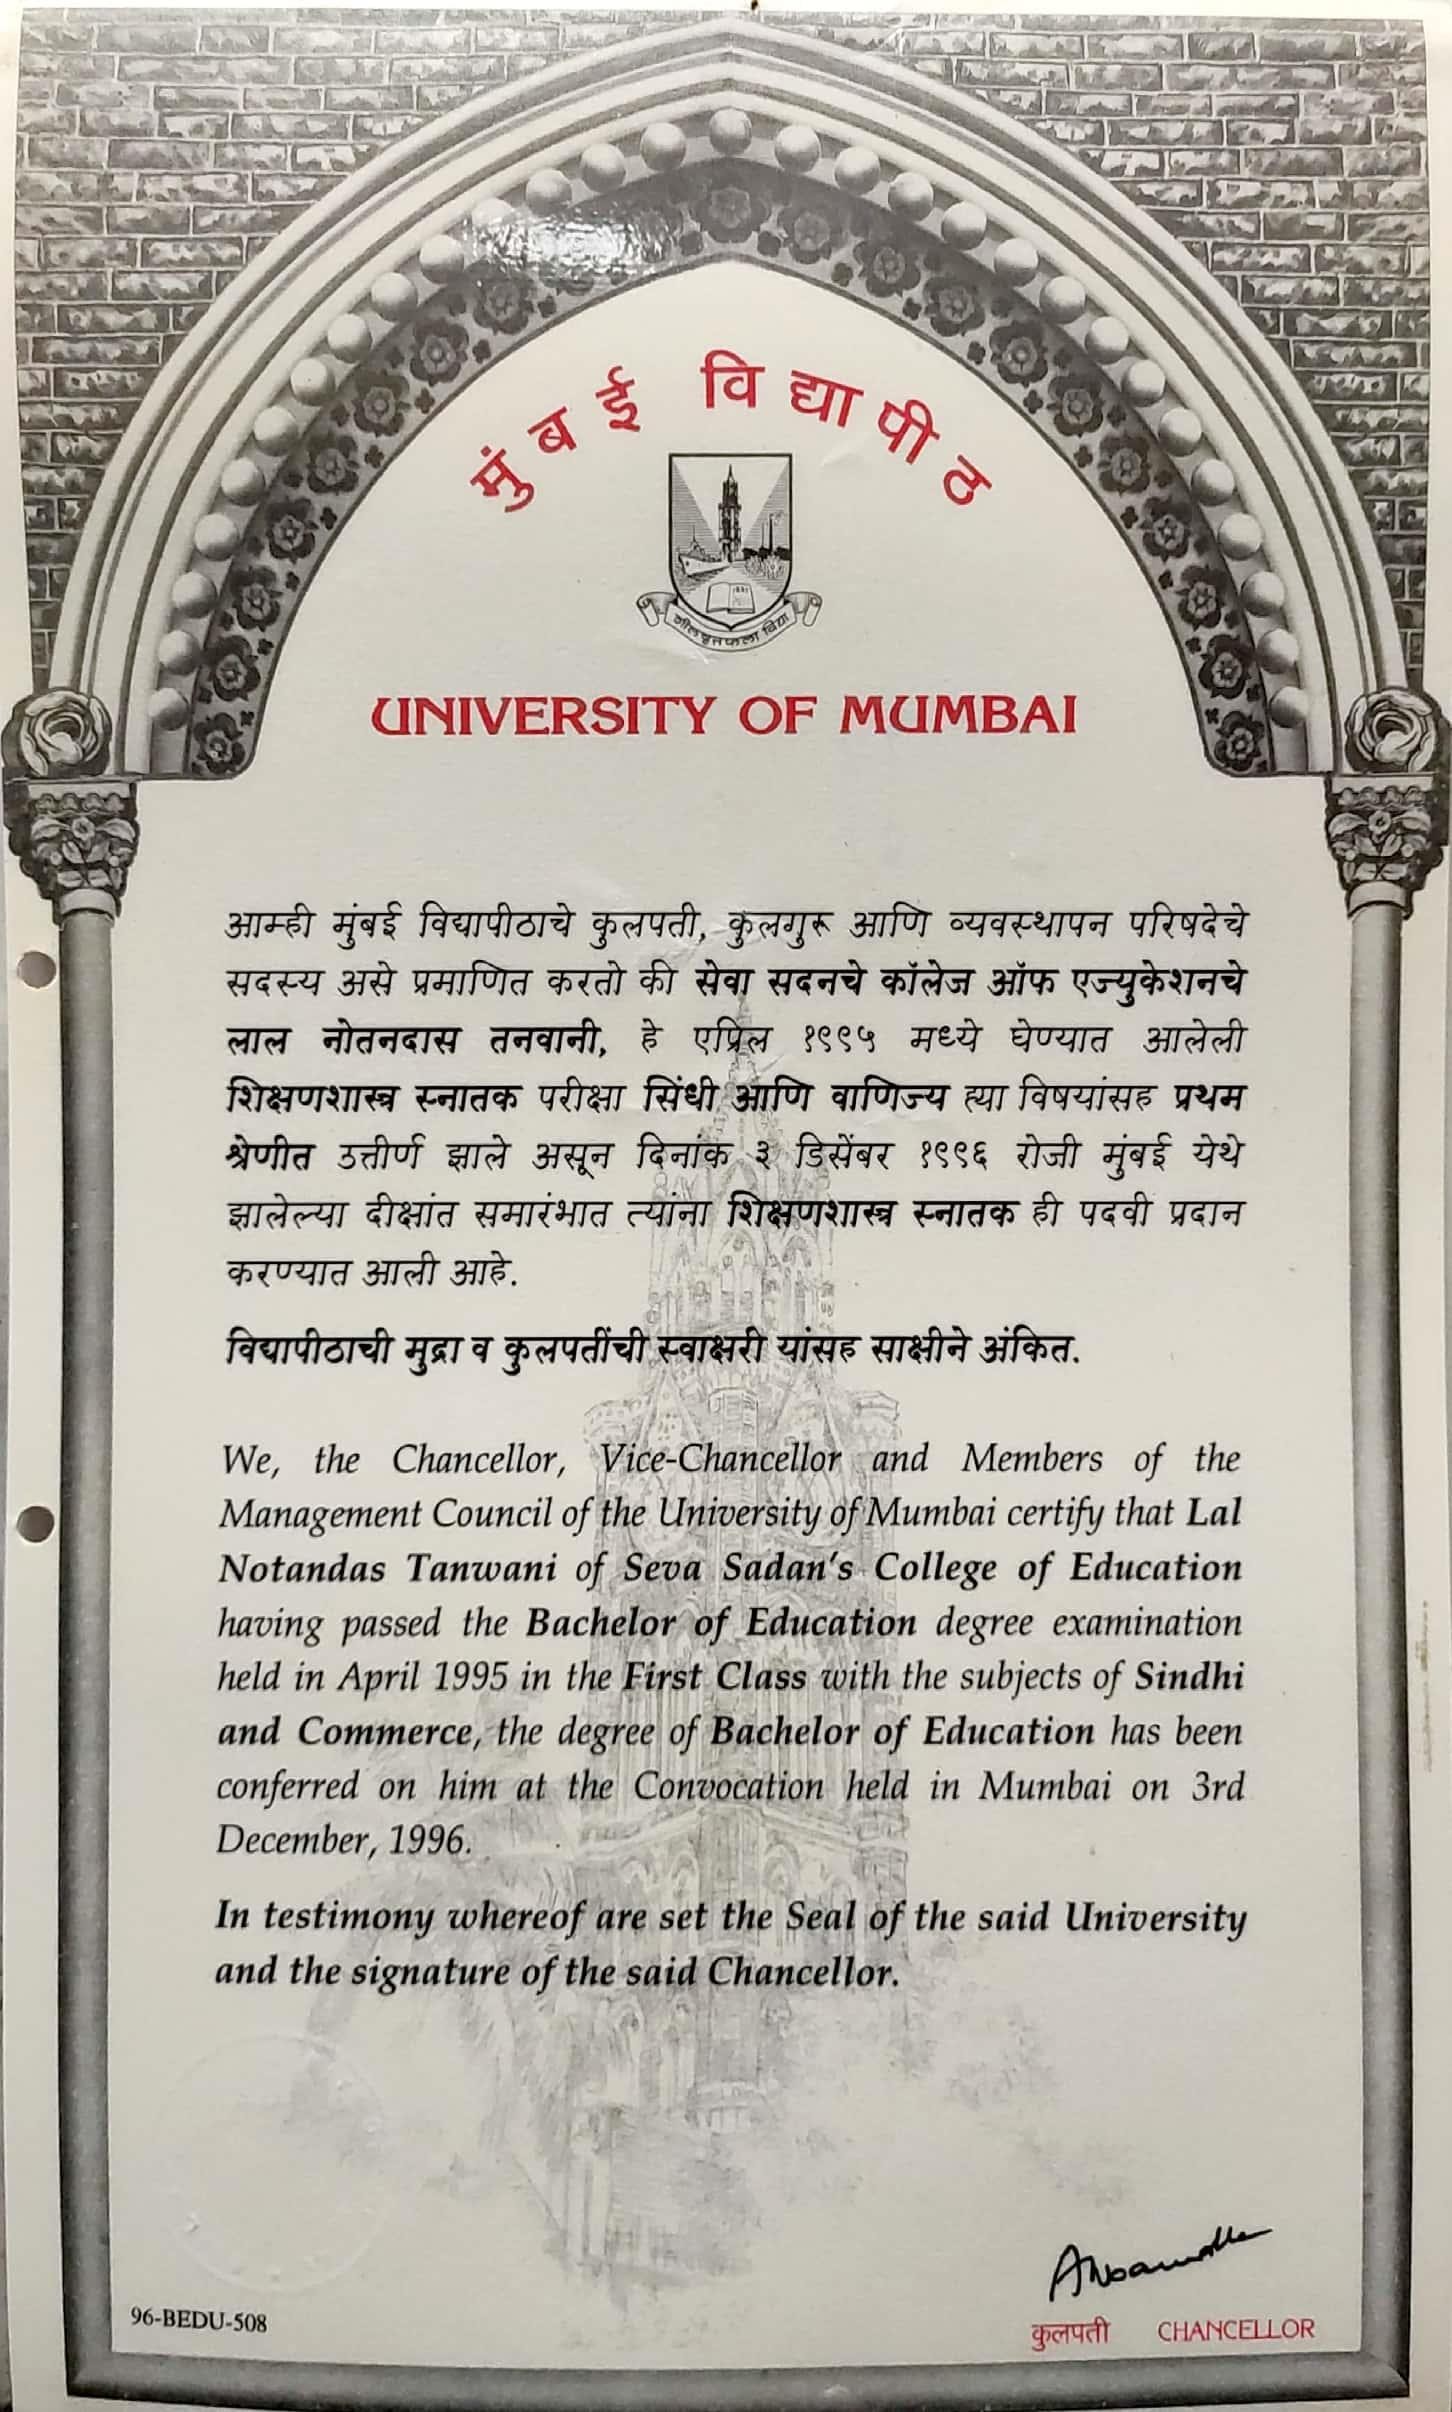 मुंबई विद्यापीठ
शीलवृत्तफला विद्या
UNIVERSITY OF MUMBAI
आम्ही मुंबई विद्यापीठाचे कुलपती, कुलगुरू आणि व्यवस्थापन परिषदेचे
सदस्य असे प्रमाणित करतो की सेवा सदनचे कॉलेज ऑफ एज्युकेशनचे
लाल नोतनदास तनवानी, हे एप्रिल १९९५ मध्ये घेण्यात आलेली
शिक्षणशास्त्र स्नातक परीक्षा सिंधी आणि वाणिज्य ह्या विषयांसह प्रथम
श्रेणीत उत्तीर्ण झाले असून दिनांक ३ डिसेंबर १९९६ रोजी मुंबई येथे
झालेल्या दीक्षांत समारंभात त्यांना शिक्षणशास्त्र स्नातक ही पदवी प्रदान
करण्यात आली आहे.
विद्यापीठाची मुद्रा व कुलपतींची स्वाक्षरी यांसह साक्षीने अंकित.
We, the Chancellor, Vice-Chancellor and Members of the
Management Council of the University of Mumbai certify that Lal
Notandas Tanwani of Seva Sadan's College of Education
having passed the Bachelor of Education degree examination
held in April 1995 in the First Class with the subjects of Sindhi
and Commerce, the degree of Bachelor of Education has been
conferred on him at the Convocation held in Mumbai on 3rd
December, 1996.
In testimony whereof are set the Seal of the said University
and the signature of the said Chancellor.
96-BEDU-508
कुलपती CHANCELLOR